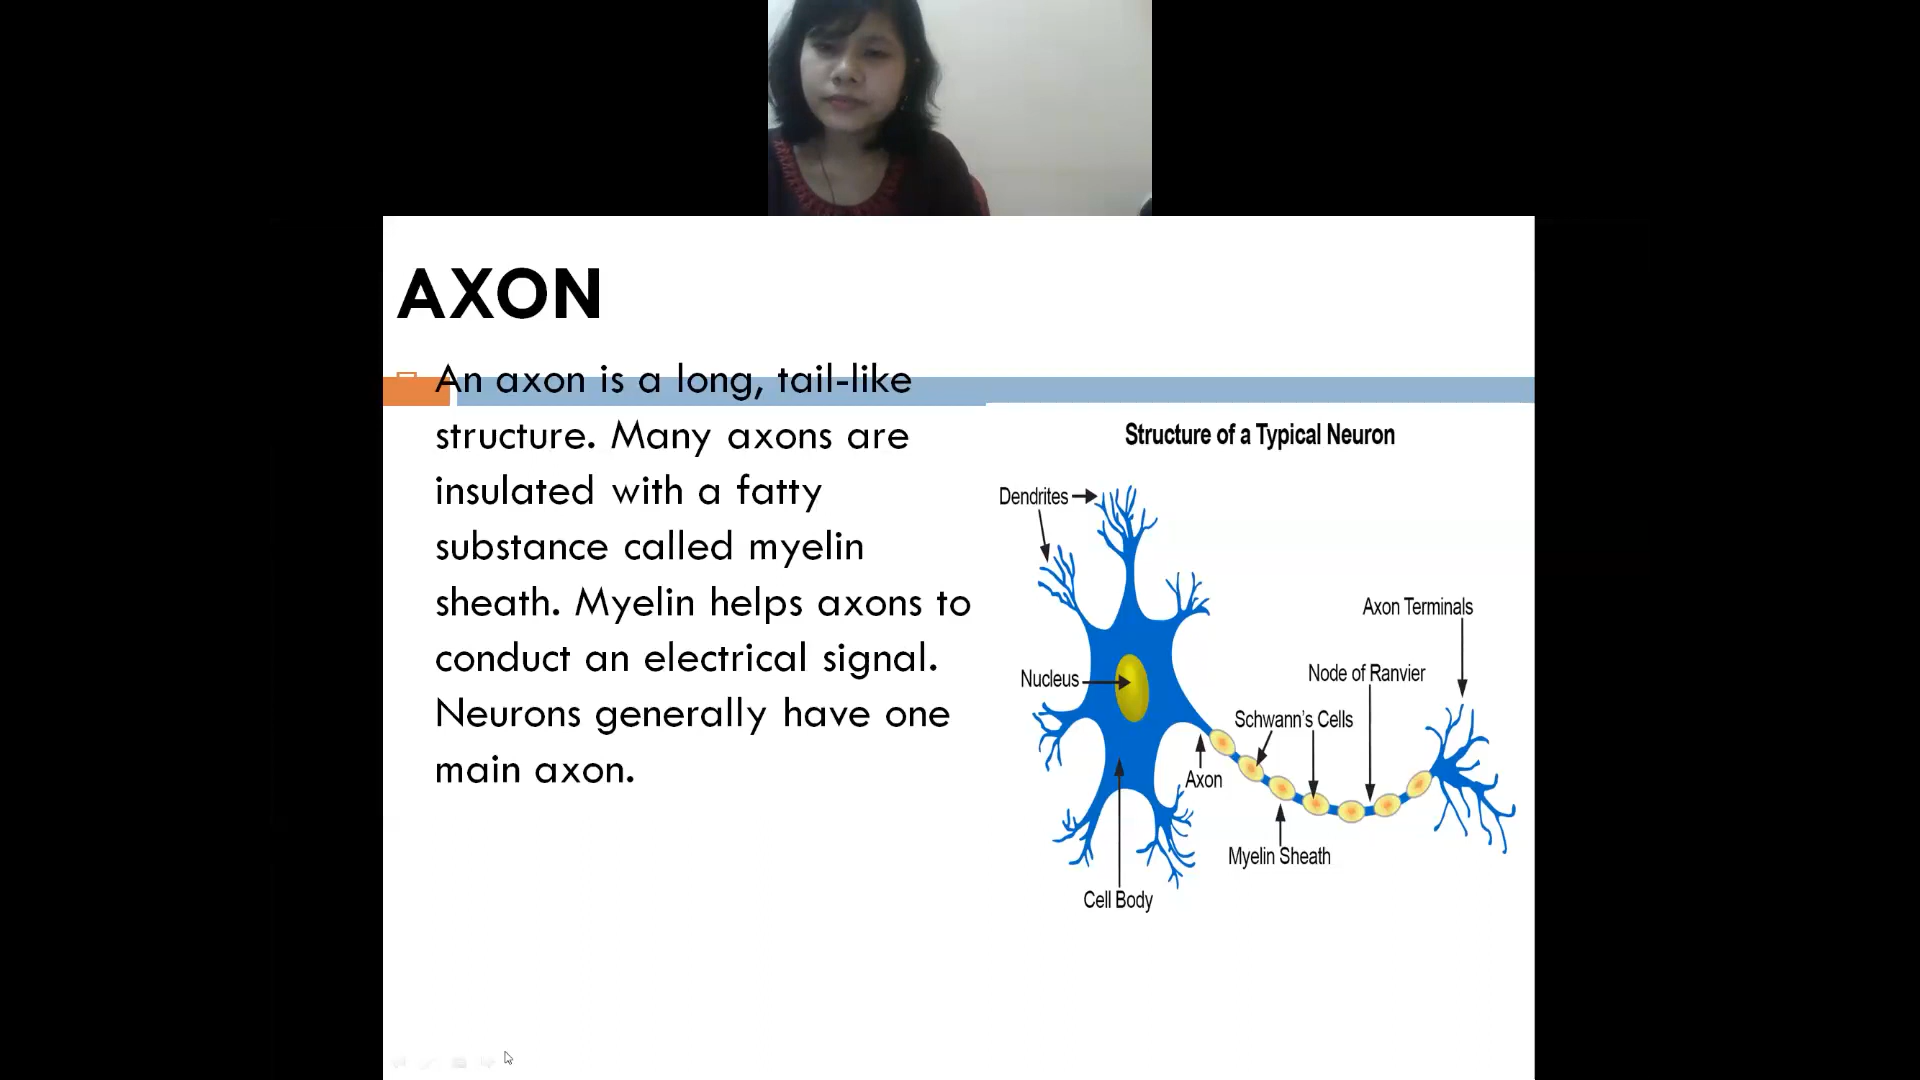 AXON
An axon is a long, tail-like
structure. Many axons are
insulated with a fatty
substance called myelin
sheath. Myelin helps axons to
conduct an electrical signal.
Neurons generally have one
main axon.
Structure of a Typical Neuron
Dendrites
Axon Terminals
Node of Ranvier
Nucleus
Schwann's Cells
Axon
Myelin Sheath
Cell Body